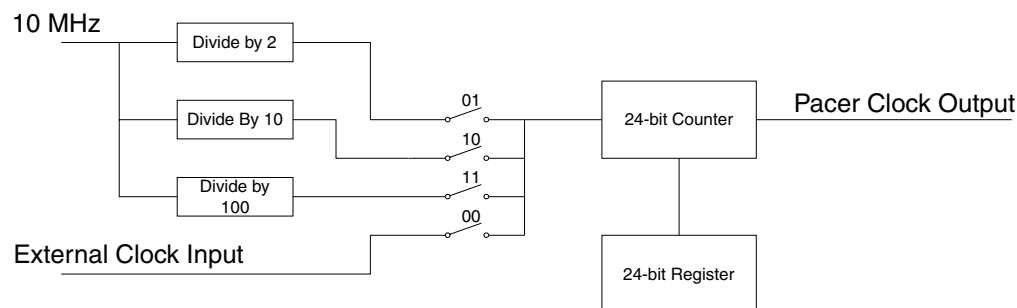 10 MHz
Divide by 2
01
24-bit Counter
Pacer Clock Output
Divide By 10
10
Divide by
100
11
00
External Clock Input
24-bit Register